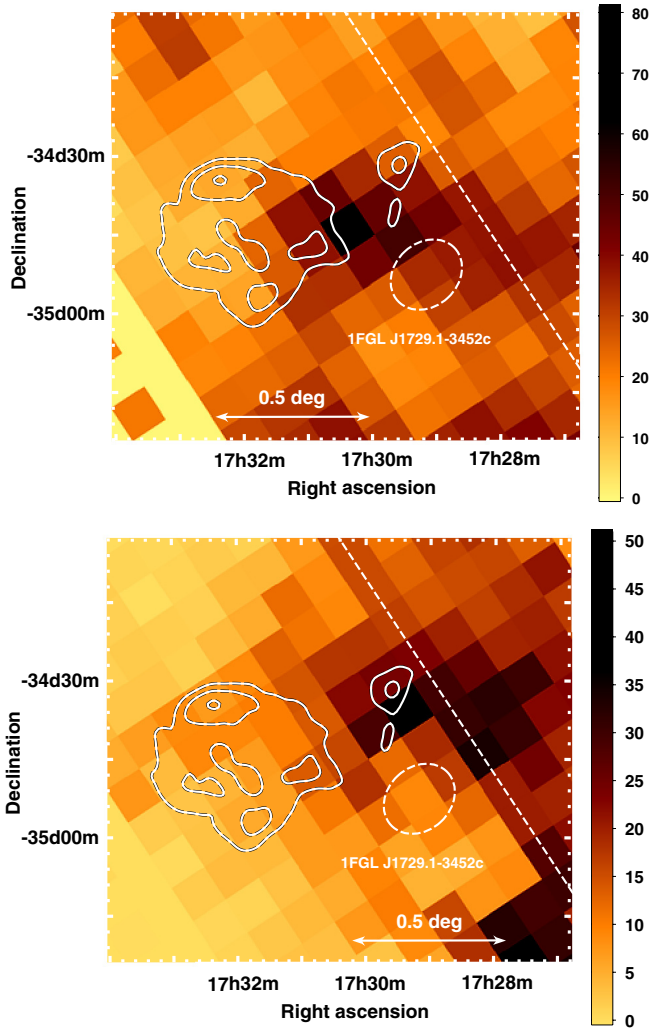 80
70
-34d30m
60
50
Declination
40
-35d00m
30
1FGL J1729.1-3452c
20
0.5 deg
10
17h32m 17h30m 17h28m
0
Right ascension
50
45
40
-34d30m
35
30
Declination
25
20
-35d00m
15
1FGL J1729.1-3452c
10
0.5 deg
5
17h32m 17h30m 17h28m
0
Right ascension